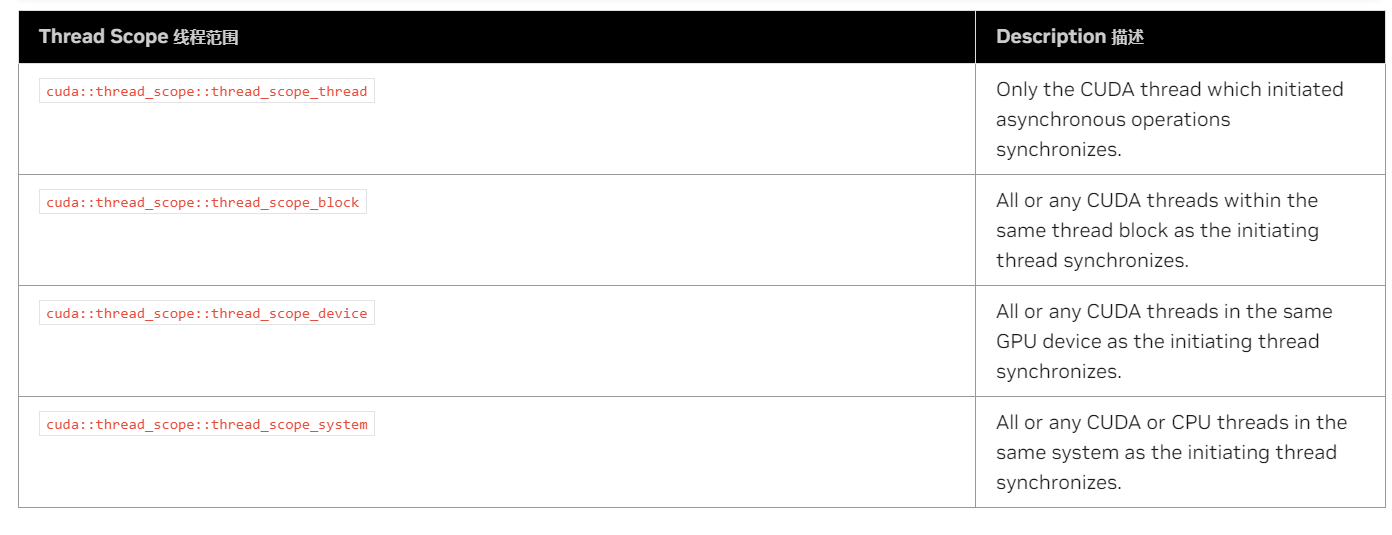 Thread Scope 线程范围
Description 描述
cuda::thread_scope::thread_scope_thread
Only the CUDA thread which initiated
asynchronous operations
synchronizes.
cuda::thread_scope::thread_scope_block
All or any CUDA threads within the
same thread block as the initiating
thread synchronizes.
cuda::thread_scope::thread_scope_device
All or any CUDA threads in the same
GPU device as the initiating thread
synchronizes.
cuda::thread_scope::thread_scope_system
All or any CUDA or CPU threads in the
same system as the initiating thread
synchronizes.